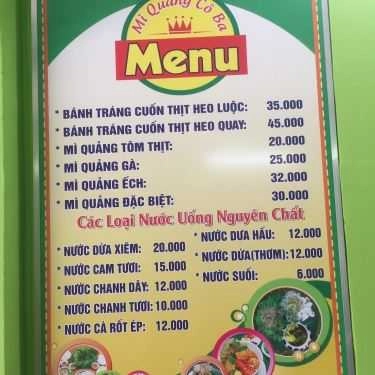 Mì Quảng Cô Ba
Menu
* BÁNH TRÁNG CUỐN THỊT HEO LUỘC: 35.000
* BÁNH TRÁNG CUỐN THỊT HEO QUAY: 45.000
* MÌ QUẢNG TÔM THỊT: 20.000
* MÌ QUẢNG GÀ: 25.000
* MÌ QUẢNG ẾCH: 32.000
* MÌ QUẢNG ĐẶC BIỆT: 30.000
Các Loại Nước Uống Nguyên Chất
* NƯỚC DỪA XIÊM: 20.000
* NƯỚC CAM TƯƠI: 15.000
* NƯỚC CHANH DÂY: 12.000
* NƯỚC CHANH TƯƠI: 10.000
* NƯỚC CÀ RỐT ÉP: 12.000
* NƯỚC DƯA HẤU: 12.000
* NƯỚC DỨA(THƠM): 12.000
* NƯỚC SUỐI: 6.000